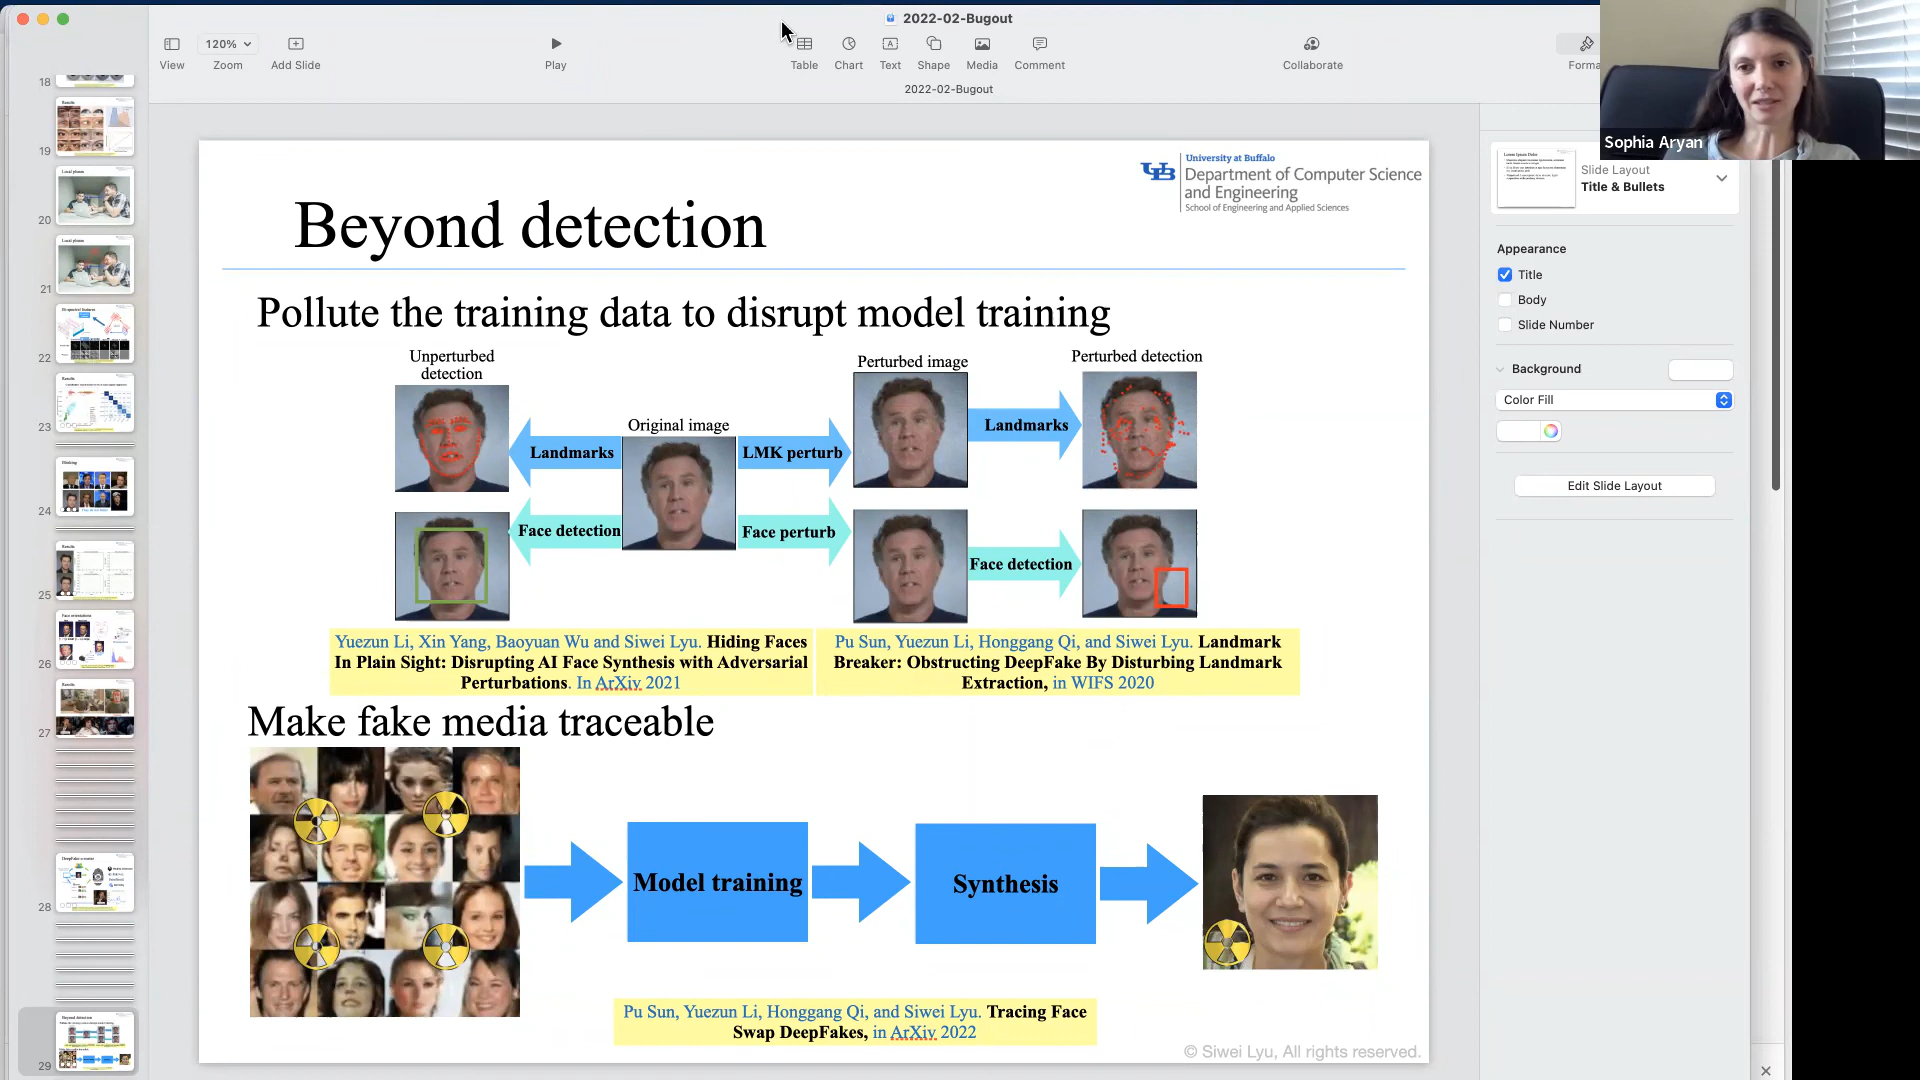 2022-02-Bugout
120%
View
Zoom
Add Slide
Play
Table
Chart
Text
Shape
Media
Comment
Collaborate
Forma
2022-02-Bugout
Sophia Aryan
18
19
20
21
22
23
24
25
26
27
28
29
University at Buffalo
Department of Computer Science
and Engineering
School of Engineering and Applied Sciences
Beyond detection
Pollute the training data to disrupt model training
Unperturbed
detection
Original image
Perturbed image
Perturbed detection
Landmarks
LMK perturb
Landmarks
Face detection
Face perturb
Face detection
Yuezun Li, Xin Yang, Baoyuan Wu and Siwei Lyu. Hiding Faces
In Plain Sight: Disrupting AI Face Synthesis with Adversarial
Perturbations. In ArXiv 2021
Pu Sun, Yuezun Li, Honggang Qi, and Siwei Lyu. Landmark
Breaker: Obstructing DeepFake By Disturbing Landmark
Extraction, in WIFS 2020
Make fake media traceable
Model training
Synthesis
Pu Sun, Yuezun Li, Honggang Qi, and Siwei Lyu. Tracing Face
Swap DeepFakes, in ArXiv 2022
© Siwei Lyu, All rights reserved.
Slide Layout
Title & Bullets
Appearance
Title
Body
Slide Number
Background
Color Fill
Edit Slide Layout